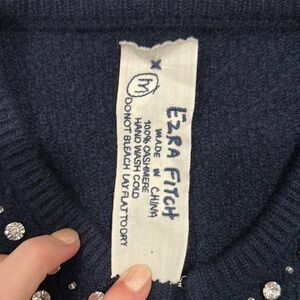 M
EZRA FITCH
MADE IN CHINA
100% CASHMERE
HAND WASH COLD
DO NOT BLEACH LAY FLAT TO DRY